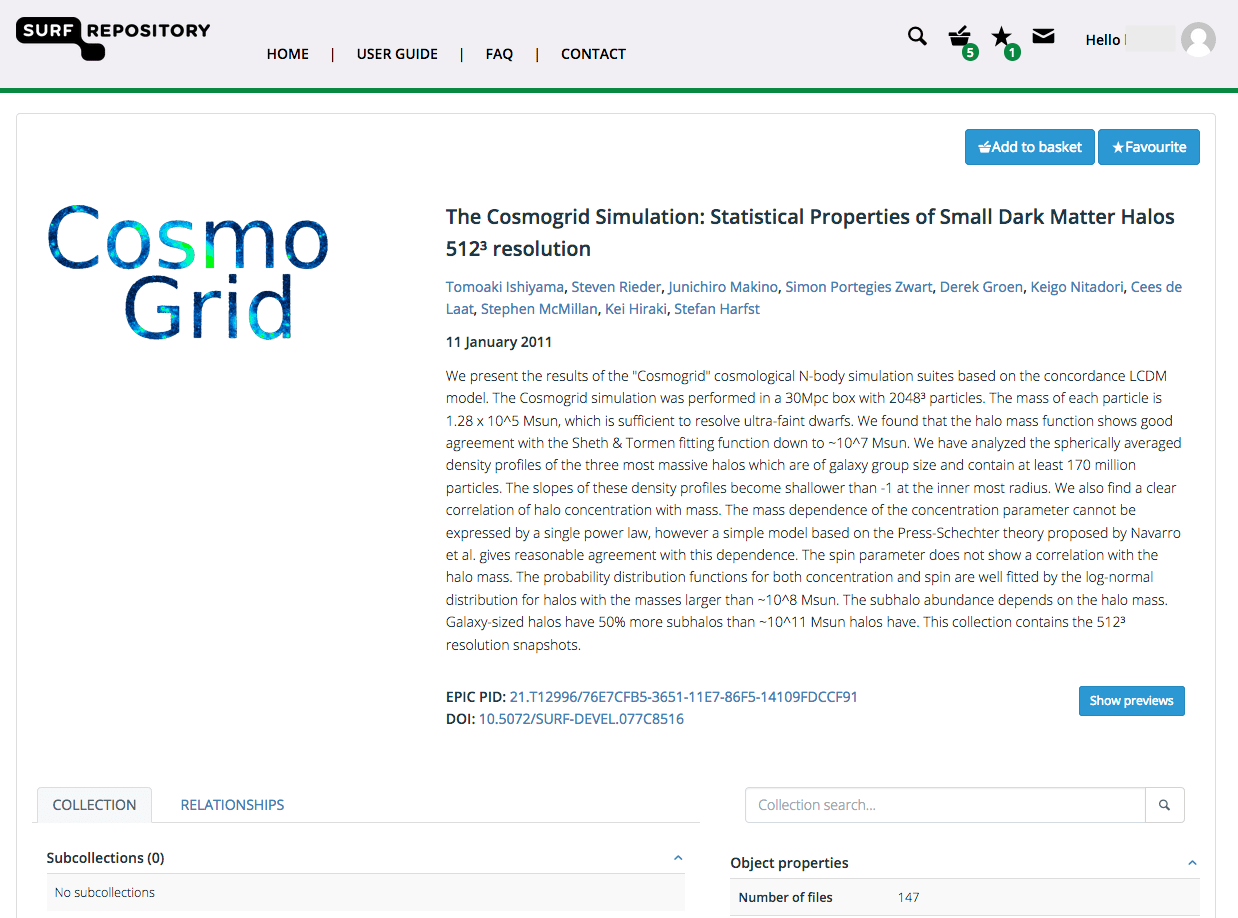 SURF REPOSITORY
HOME | USER GUIDE | FAQ | CONTACT
5
1
Hello
Add to basket
Favourite
Cosmo
Grid
The Cosmogrid Simulation: Statistical Properties of Small Dark Matter Halos
512³ resolution
Tomoaki Ishiyama, Steven Rieder, Junichiro Makino, Simon Portegies Zwart, Derek Groen, Keigo Nitadori, Cees de
Laat, Stephen McMillan, Kei Hiraki, Stefan Harfst
11 January 2011
We present the results of the "Cosmogrid" cosmological N-body simulation suites based on the concordance LCDM
model. The Cosmogrid simulation was performed in a 30Mpc box with 2048³ particles. The mass of each particle is
1.28 x 10^5 Msun, which is sufficient to resolve ultra-faint dwarfs. We found that the halo mass function shows good
agreement with the Sheth & Tormen fitting function down to ~10^7 Msun. We have analyzed the spherically averaged
density profiles of the three most massive halos which are of galaxy group size and contain at least 170 million
particles. The slopes of these density profiles become shallower than -1 at the inner most radius. We also find a clear
correlation of halo concentration with mass. The mass dependence of the concentration parameter cannot be
expressed by a single power law, however a simple model based on the Press-Schechter theory proposed by Navarro
et al. gives reasonable agreement with this dependence. The spin parameter does not show a correlation with the
halo mass. The probability distribution functions for both concentration and spin are well fitted by the log-normal
distribution for halos with the masses larger than ~10^8 Msun. The subhalo abundance depends on the halo mass.
Galaxy-sized halos have 50% more subhalos than ~10^11 Msun halos have. This collection contains the 512³
resolution snapshots.
EPIC PID: 21.T12996/76E7CFB5-3651-11E7-86F5-14109FDCCF91
DOI: 10.5072/SURF-DEVEL.077C8516
Show previews
COLLECTION
RELATIONSHIPS
Collection search...
Subcollections (0)
No subcollections
Object properties
Number of files 147